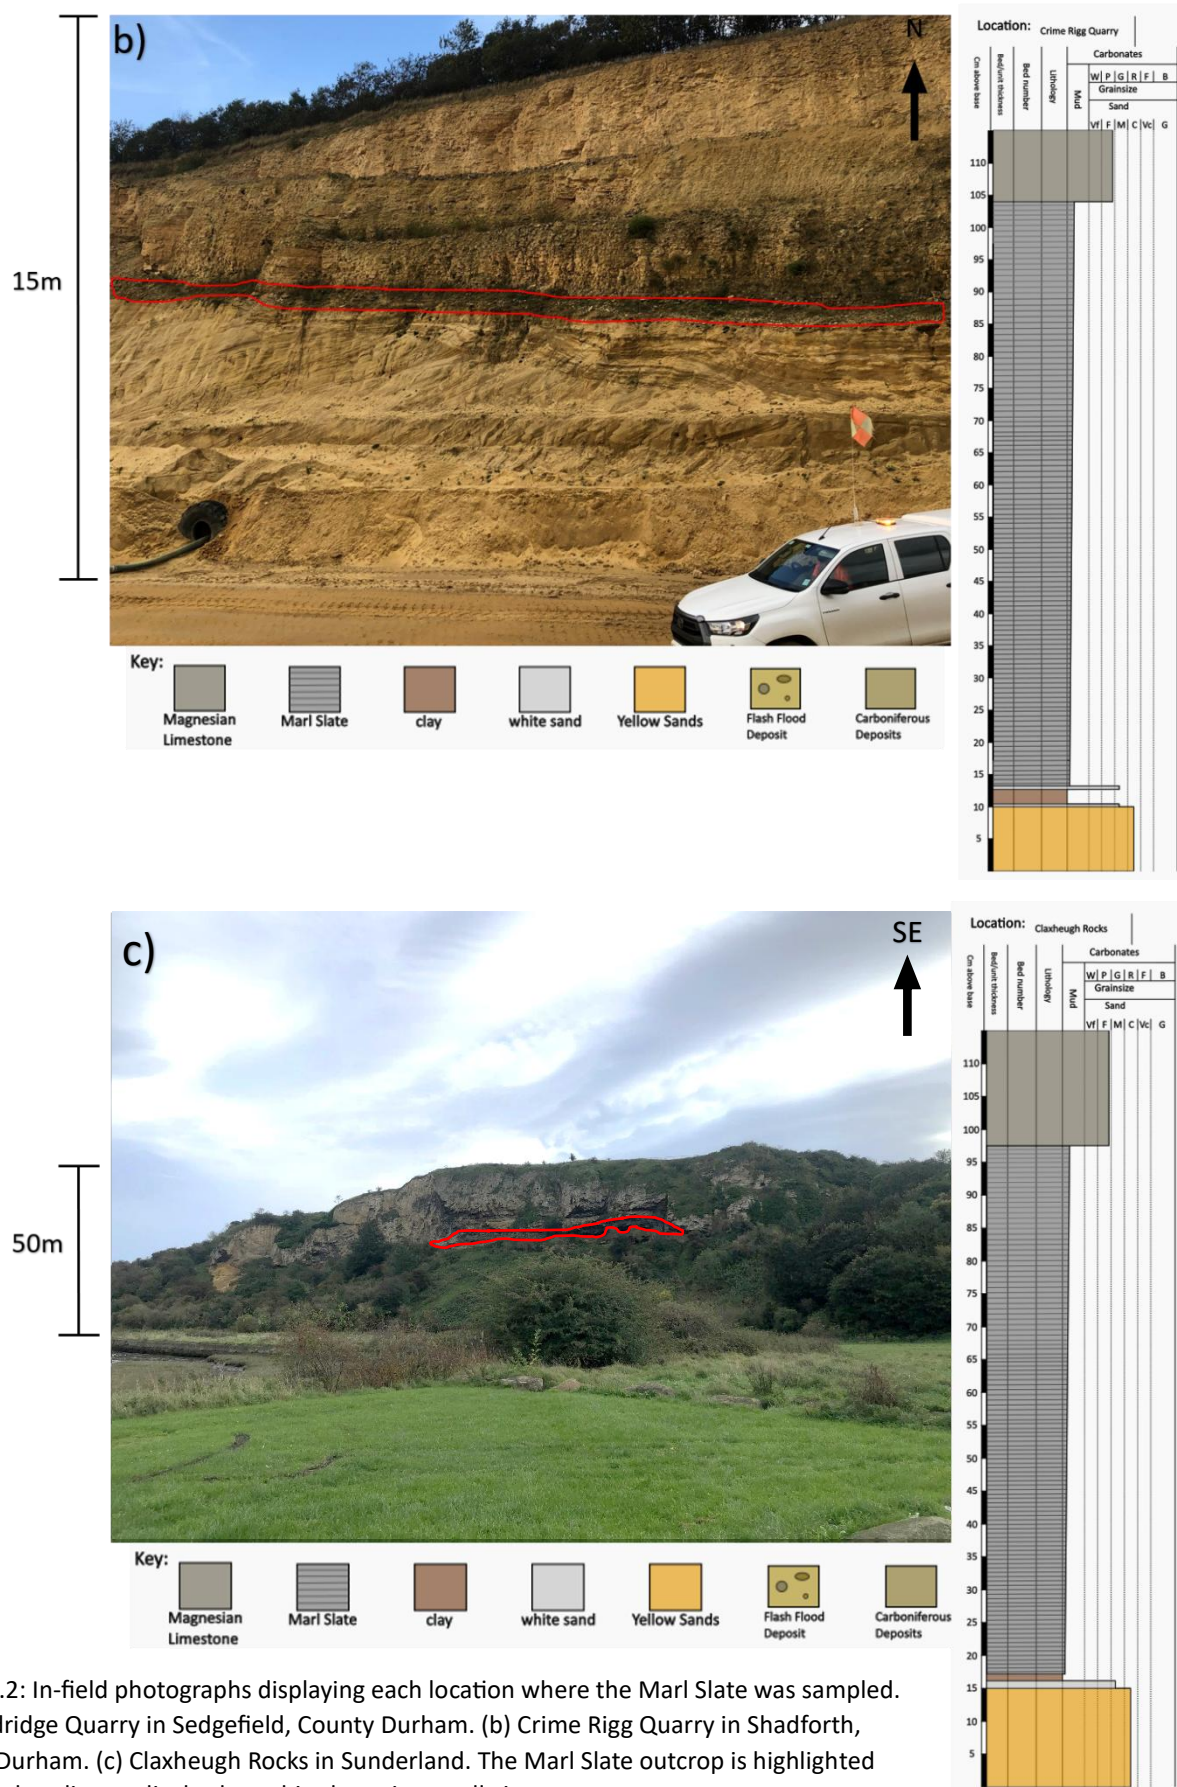 b)
N
15m
Key:
Magnesian
Limestone
Marl Slate
clay
white sand
Yellow Sands
Flash Flood
Deposit
Carboniferous
Deposits
Location: Crime Rigg Quarry
Cm above base
Bed/unit thickness
Bed number
Lithology
Mud
Carbonates
W P G R F B
Grainsize
Sand
Vf F M C Vc G
110
105
100
95
90
85
80
75
70
65
60
55
50
45
40
35
30
25
20
15
10
5
c)
SE
50m
Key:
Magnesian
Limestone
Marl Slate
clay
white sand
Yellow Sands
Flash Flood
Deposit
Carboniferous
Deposits
Location: Claxheugh Rocks
Cm above base
Bed/unit thickness
Bed number
Lithology
Mud
Carbonates
W P G R F B
Grainsize
Sand
Vf F M C Vc G
110
105
100
95
90
85
80
75
70
65
60
55
50
45
40
35
30
25
20
15
10
5
.2: In-field photographs displaying each location where the Marl Slate was sampled.
ridge Quarry in Sedgefield, County Durham. (b) Crime Rigg Quarry in Shadforth,
Durham. (c) Claxheugh Rocks in Sunderland. The Marl Slate outcrop is highlighted